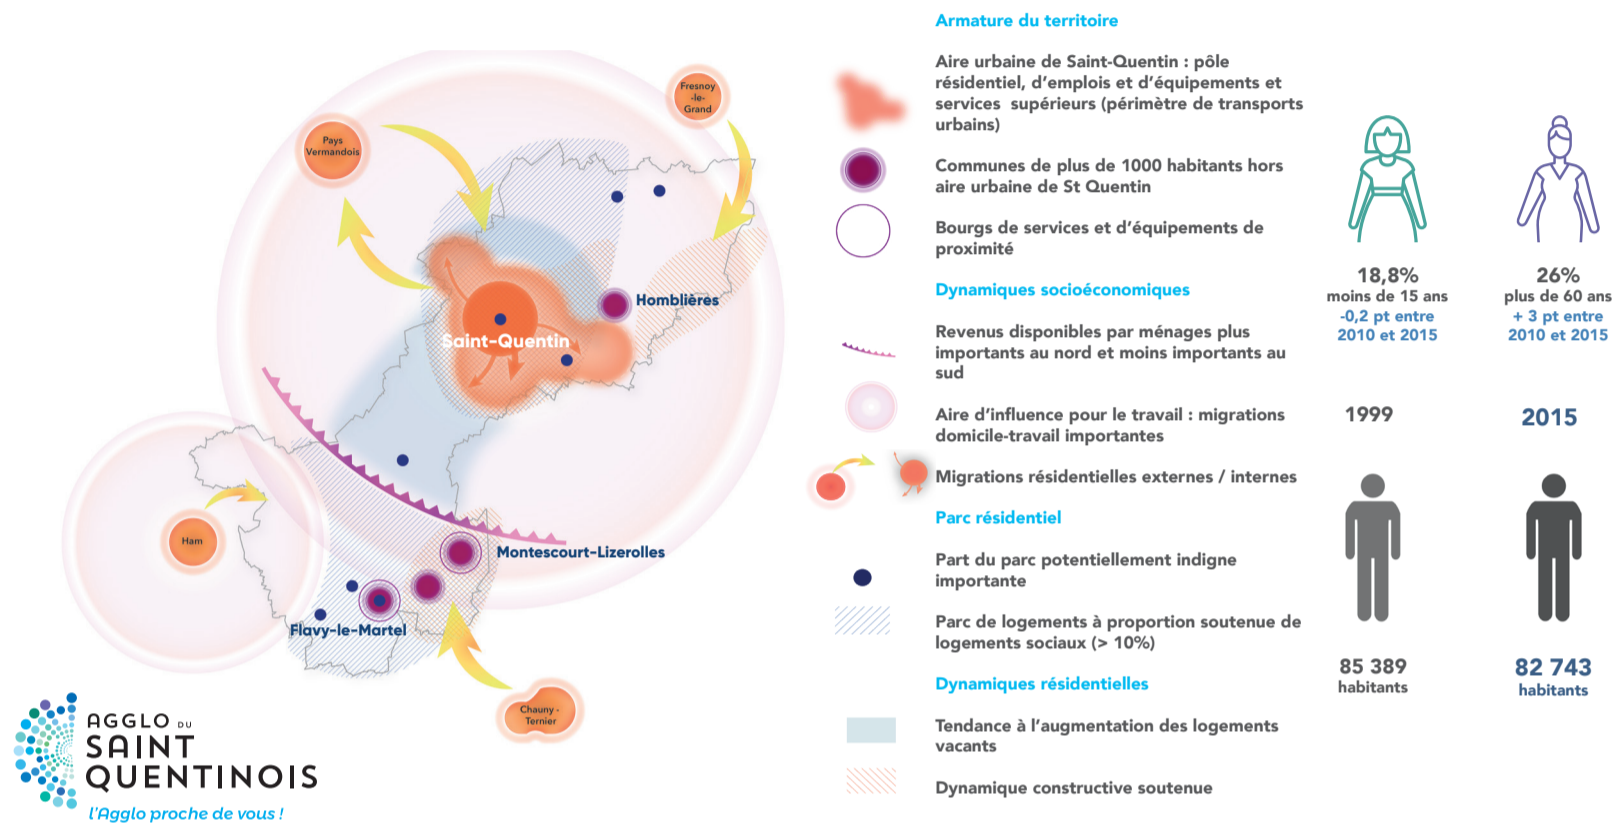 Fresnoy
-le-
Grand
Pays
Vermandois
Homblières
Saint-Quentin
Ham
Montescourt-Lizerolles
Flavy-le-Martel
Chauny -
Ternier
AGGLO DU
SAINT
QUENTINOIS
l'Agglo proche de vous !
Armature du territoire
Aire urbaine de Saint-Quentin : pôle
résidentiel, d'emplois et d'équipements et
services supérieurs (périmètre de transports
urbains)
Communes de plus de 1000 habitants hors
aire urbaine de St Quentin
Bourgs de services et d'équipements de
proximité
Dynamiques socioéconomiques
Revenus disponibles par ménages plus
importants au nord et moins importants au
sud
Aire d'influence pour le travail : migrations
domicile-travail importantes
Migrations résidentielles externes / internes
Parc résidentiel
Part du parc potentiellement indigne
importante
Parc de logements à proportion soutenue de
logements sociaux (> 10%)
Dynamiques résidentielles
Tendance à l'augmentation des logements
vacants
Dynamique constructive soutenue
18,8%
moins de 15 ans
-0,2 pt entre
2010 et 2015
26%
plus de 60 ans
+ 3 pt entre
2010 et 2015
1999
2015
85 389
habitants
82 743
habitants